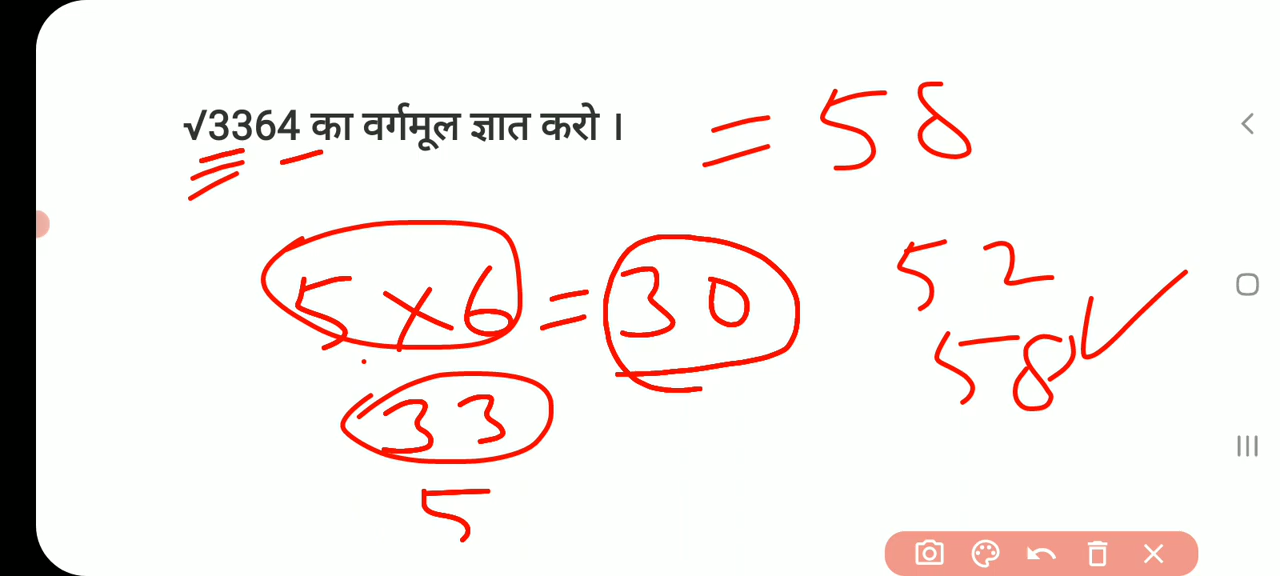 √3364 का वर्गमूल ज्ञात करो । = 58
5 × 6 = 30
52
58
33
5